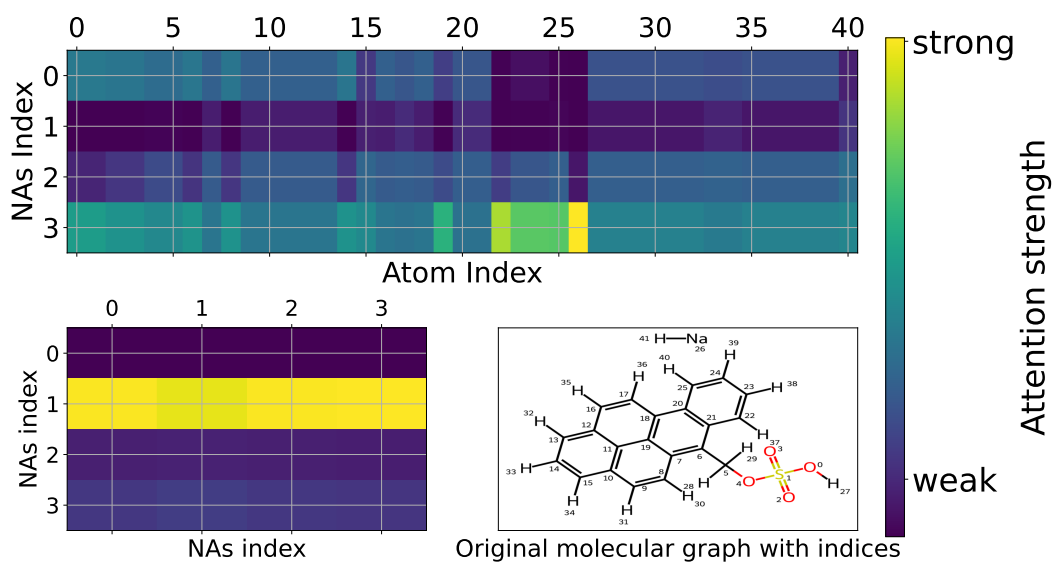 0 5 10 15 20 25 30 35 40
strong
0
1
2
3
NAs Index
Atom Index
weak
Attention strength
0 1 2 3
0
1
2
3
NAs index
NAs index
41 H Na
26
39
H
40
H
36
H
35
H
24
25
23
H 38
17
16
20
22
32
H
18
21
H
37
12
13
19
11
6
7
H
29
O
3
O 0
33 H
14
8
5
S
1
15
10
H
28
4
O
H
27
9
H
30
2 O
H
34
H
31
Original molecular graph with indices